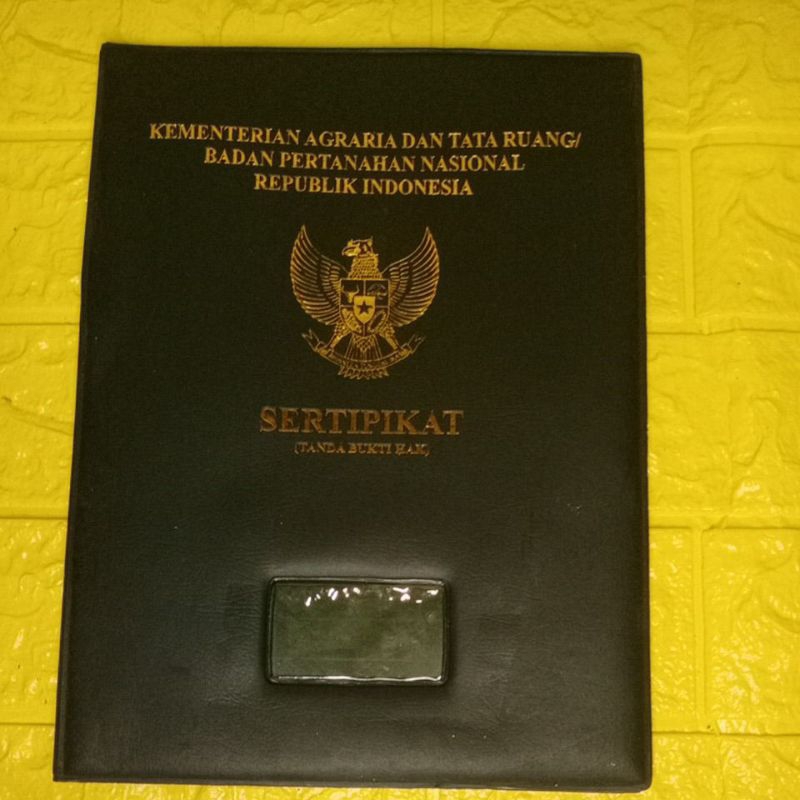 KEMENTERIAN AGRARIA DAN TATA RUANG/
BADAN PERTANAHAN NASIONAL
REPUBLIK INDONESIA
SERTIPIKAT
(TANDA BUKTI HAK)